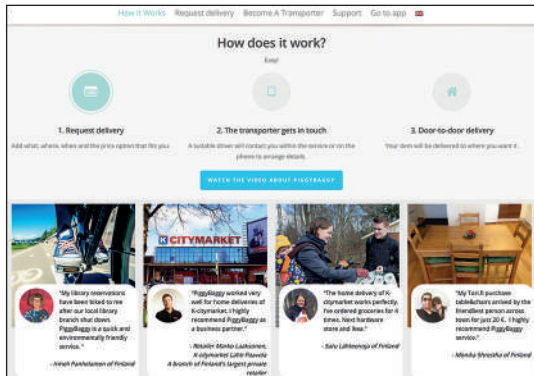 How it Works Request delivery Become A Transporter Support Go to app
How does it work?
Easy!
1. Request delivery
Add what, where, when and the price option that fits you.
2. The transporter gets in touch
A suitable driver will contact you within the service or on the
phone to arrange details.
3. Door-to-door delivery
Your item will be delivered to where you want it.
WATCH THE VIDEO ABOUT PIGGYBAGGY
K CITYMARKET
"My library reservations
have been biked to me
after our local library
branch shut down.
PiggyBaggy is a quick and
environmentally friendly
service."
- Irmeli Punhalainen of Finland
"PiggyBaggy worked very
well for home deliveries of
K-citymarket. I highly
recommend PiggyBaggy as
a business partner."
- Retailer Marko Laaksonen,
K citymarket Lahti Paavola
A branch of Finland's largest private
retailer
"The home delivery of K-
citymarket works perfectly.
I've ordered groceries for 4
times. Next hardware
store and Ikea."
- Satu Lähteenoja of Finland
"My Tori.fi purchase
table&chairs arrived by the
friendliest person across
town for just 20 €. I highly
recommend PiggyBaggy
service."
- Monika Shrestha of Finland